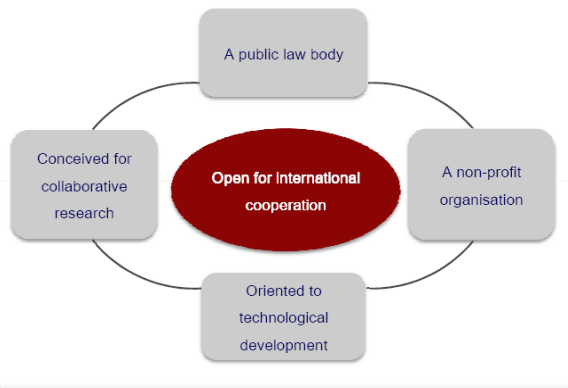 A public law body
Conceived for
collaborative
research
Open for International
cooperation
A non-profit
organisation
Oriented to
technological
development